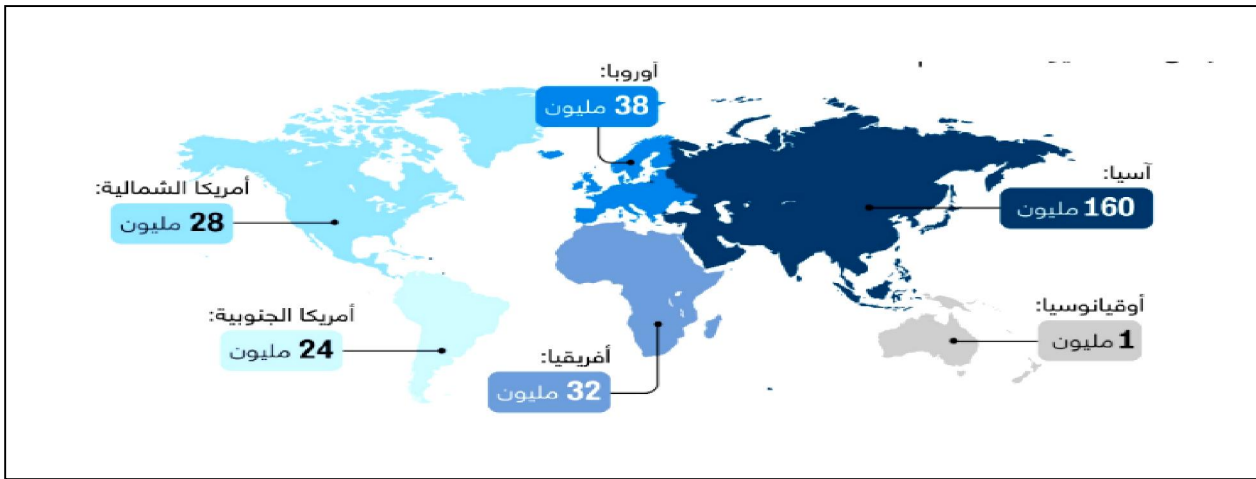 أوروبا:
38 مليون
آسيا:
160 مليون
أمريكا الشمالية:
28 مليون
أوقيانوسيا:
1 مليون
أمريكا الجنوبية:
24 مليون
أفريقيا:
32 مليون